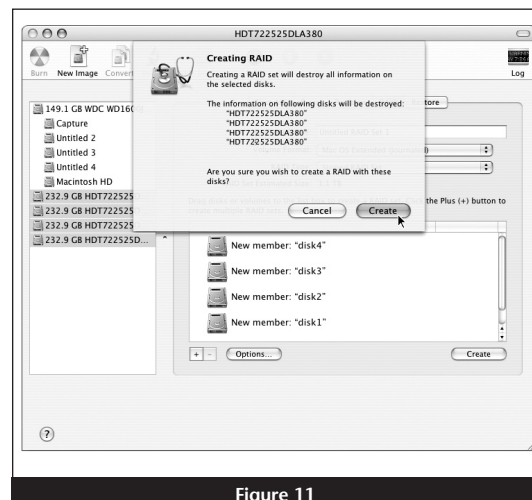 HDT722525DLA380
Burn New Image Convert
Log
Creating RAID
Creating a RAID set will destroy all information on
the selected disks.
The information on following disks will be destroyed:
"HDT722525DLA380"
"HDT722525DLA380"
"HDT722525DLA380"
"HDT722525DLA380"
Are you sure you wish to create a RAID with these
disks?
Cancel Create
149.1 GB WDC WD160
Capture
Untitled 2
Untitled 3
Untitled 4
Macintosh HD
232.9 GB HDT722525
232.9 GB HDT722525
232.9 GB HDT722525
232.9 GB HDT722525D...
the Plus (+) button to
New member: "disk4"
New member: "disk3"
New member: "disk2"
New member: "disk1"
+ - Options... Create
?
Figure 11